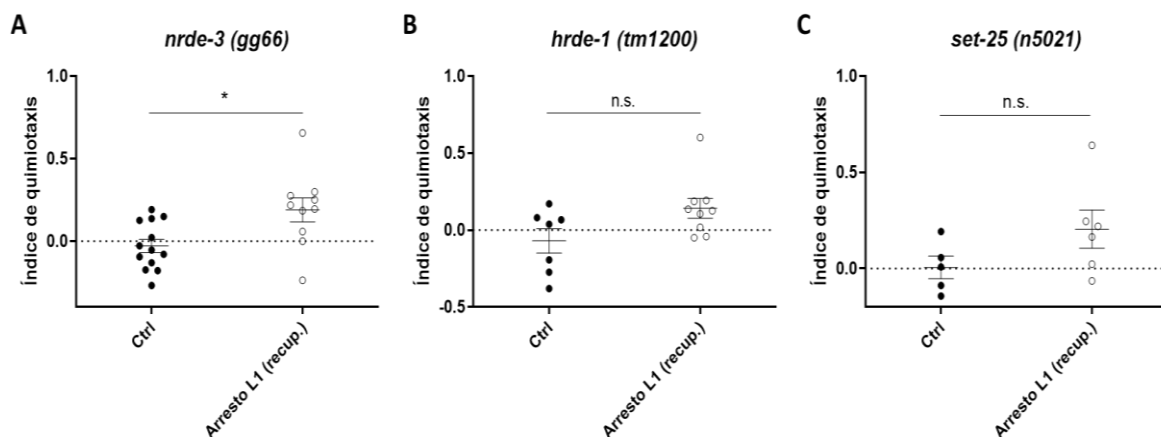 A
nrde-3 (gg66)
Índice de quimiotaxis
1.0
0.5
0.0
*
Ctrl
Arresto L1 (recup.)
B
hrde-1 (tm1200)
Índice de quimiotaxis
1.0
0.5
0.0
-0.5
n.s.
Ctrl
Arresto L1 (recup.)
C
set-25 (n5021)
Índice de quimiotaxis
1.0
0.5
0.0
n.s.
Ctrl
Arresto L1 (recup.)